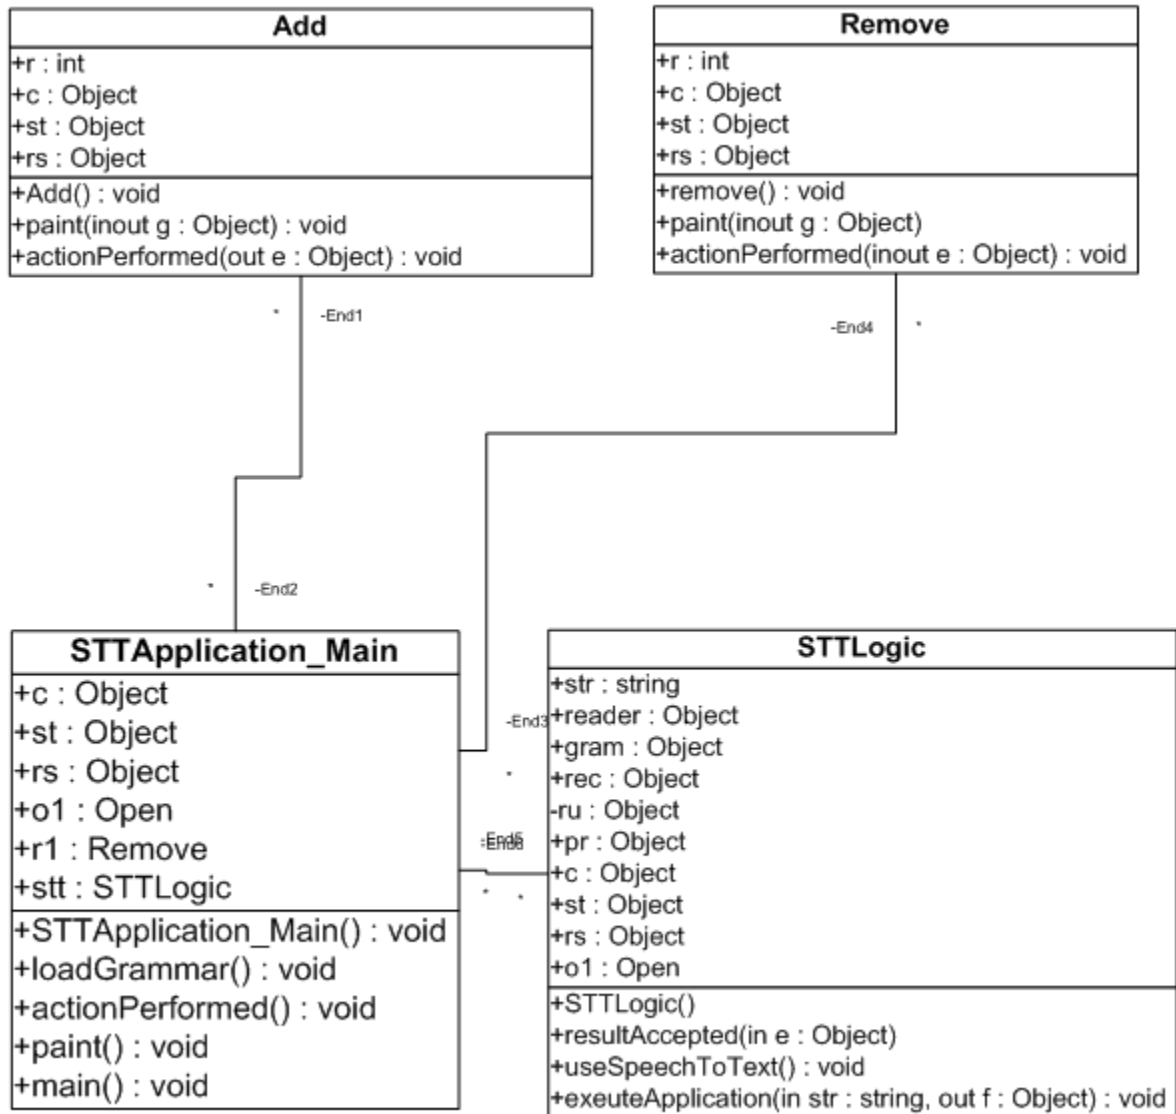 Add
+r : int
+c : Object
+st : Object
+rs : Object
+Add() : void
+paint(inout g : Object) : void
+actionPerformed(out e : Object) : void
Remove
+r : int
+c : Object
+st : Object
+rs : Object
+remove() : void
+paint(inout g : Object)
+actionPerformed(inout e : Object) : void
* -End1
-End4 *
* -End2
STTApplication_Main
+c : Object
+st : Object
+rs : Object
+o1 : Open
+r1 : Remove
+stt : STTLogic
+STTApplication_Main() : void
+loadGrammar() : void
+actionPerformed() : void
+paint() : void
+main() : void
-End3
*
* *
STTLogic
+str : string
+reader : Object
+gram : Object
+rec : Object
-ru : Object
+pr : Object
+c : Object
+st : Object
+rs : Object
+o1 : Open
+STTLogic()
+resultAccepted(in e : Object)
+useSpeechToText() : void
+exeuteApplication(in str : string, out f : Object) : void